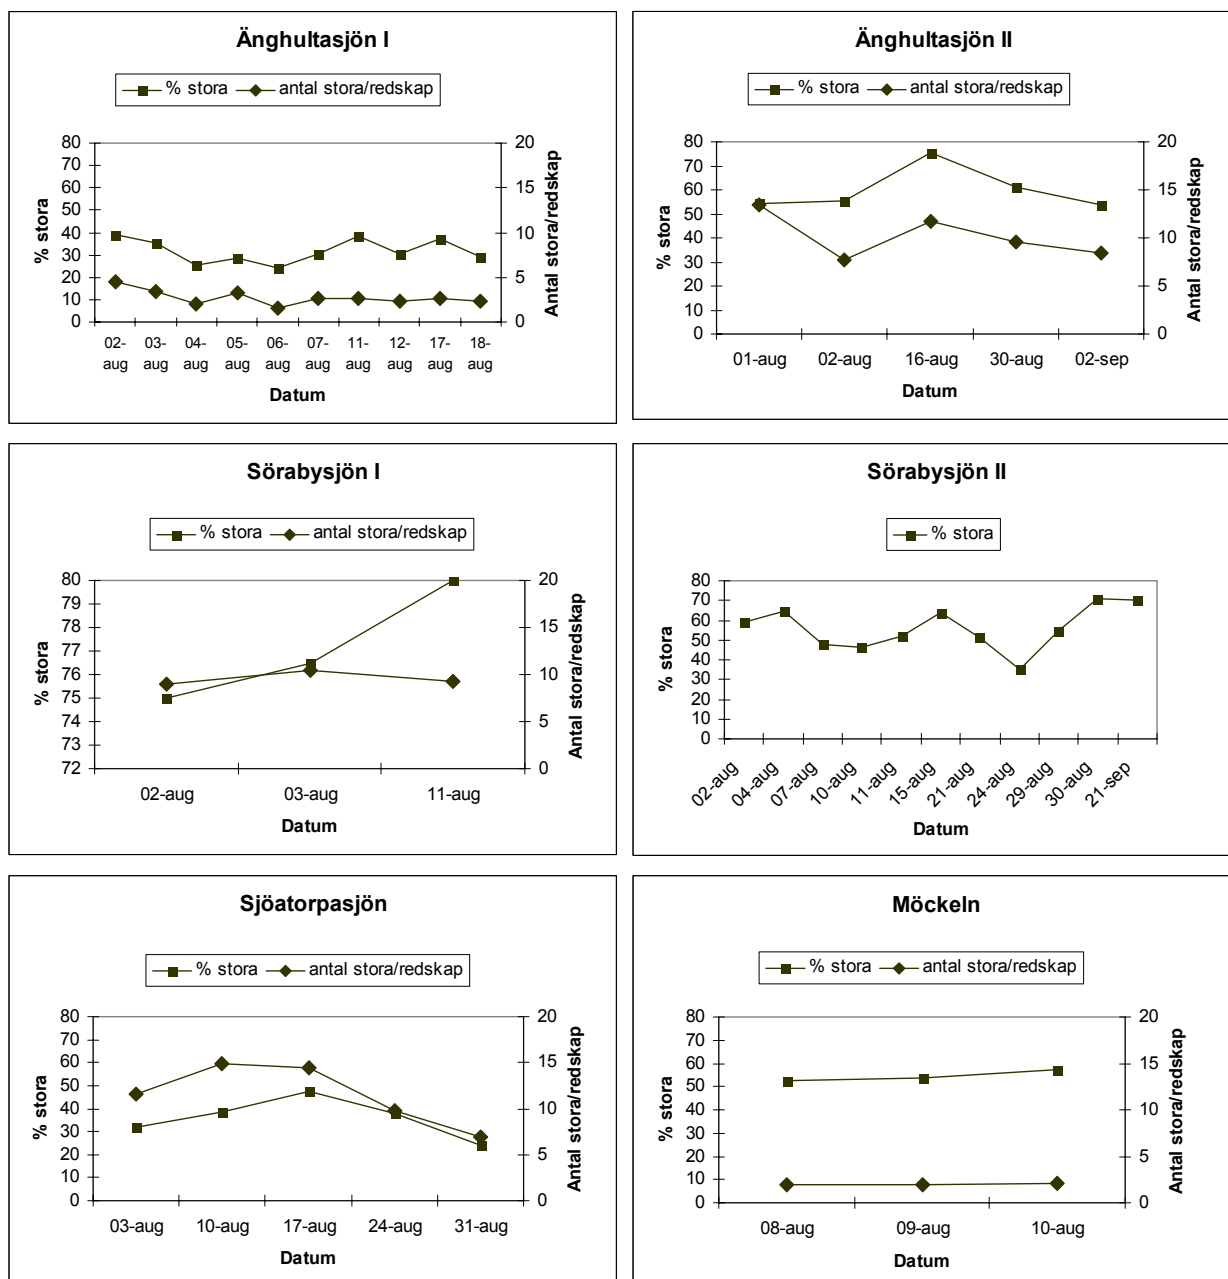 Änghultasjön I
% stora antal stora/redskap
80
70
60
50
40
30
20
10
0
% stora
20
15
10
5
0
Antal stora/redskap
02-aug 03-aug 04-aug 05-aug 06-aug 07-aug 11-aug 12-aug 17-aug 18-aug
Datum
Änghultasjön II
% stora antal stora/redskap
80
70
60
50
40
30
20
10
0
% stora
20
15
10
5
0
Antal stora/redskap
01-aug 02-aug 16-aug 30-aug 02-sep
Datum
Sörabysjön I
% stora antal stora/redskap
80
79
78
77
76
75
74
73
72
% stora
20
15
10
5
0
Antal stora/redskap
02-aug 03-aug 11-aug
Datum
Sörabysjön II
% stora
80
70
60
50
40
30
20
10
0
% stora
02-aug 04-aug 07-aug 10-aug 11-aug 15-aug 21-aug 24-aug 29-aug 30-aug 21-sep
Datum
Sjöatorpasjön
% stora antal stora/redskap
80
70
60
50
40
30
20
10
0
% stora
20
15
10
5
0
Antal stora/redskap
03-aug 10-aug 17-aug 24-aug 31-aug
Datum
Möckeln
% stora antal stora/redskap
80
70
60
50
40
30
20
10
0
% stora
20
15
10
5
0
Antal stora/redskap
08-aug 09-aug 10-aug
Datum